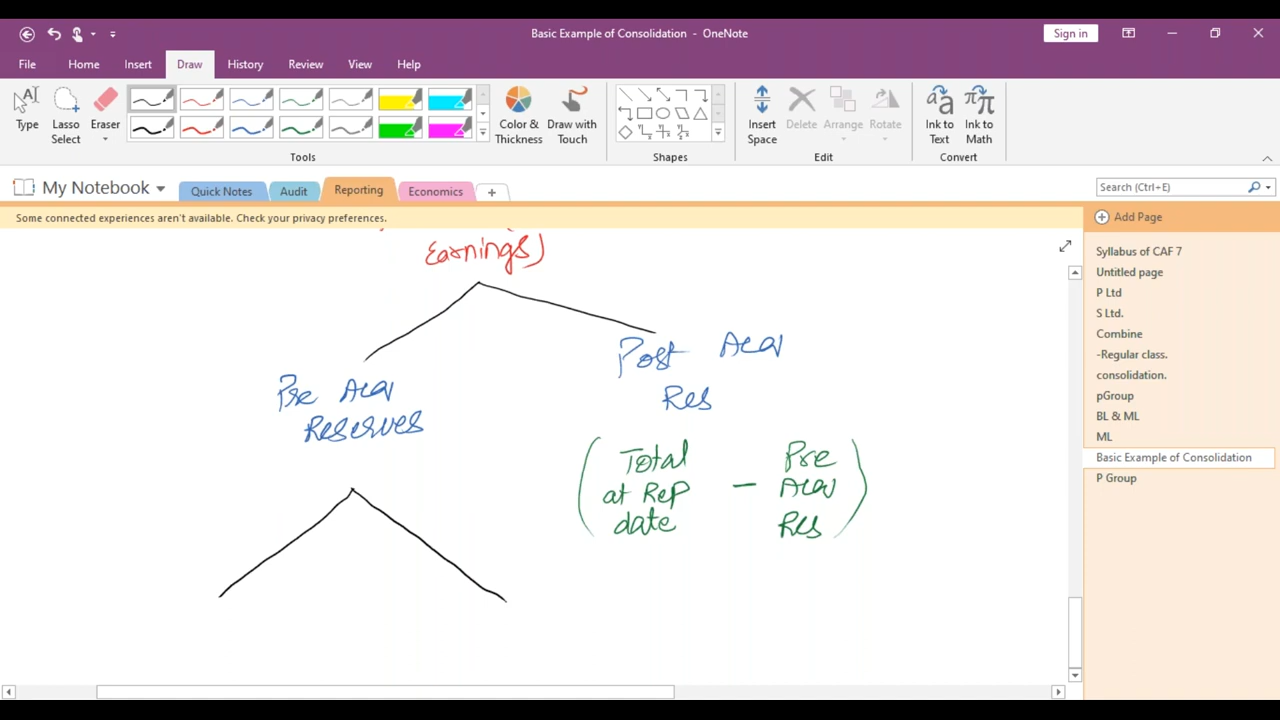 Basic Example of Consolidation - OneNote
Sign in
File Home Insert Draw History Review View Help
Type
Lasso Select
Eraser
Color & Thickness
Draw with Touch
Insert Space
Delete
Arrange
Rotate
Ink to Text
Ink to Math
Tools
Shapes
Edit
Convert
My Notebook
Quick Notes
Audit
Reporting
Economics
Search (Ctrl+E)
Some connected experiences aren't available. Check your privacy preferences.
Add Page
Syllabus of CAF 7
Untitled page
P Ltd
S Ltd.
Combine
-Regular class.
consolidation.
pGroup
BL & ML
ML
Basic Example of Consolidation
P Group
Earnings)
Pre Acqu
Reserves
Post Acqu
Res
(Total at Rep date - Pre Acqu Res)